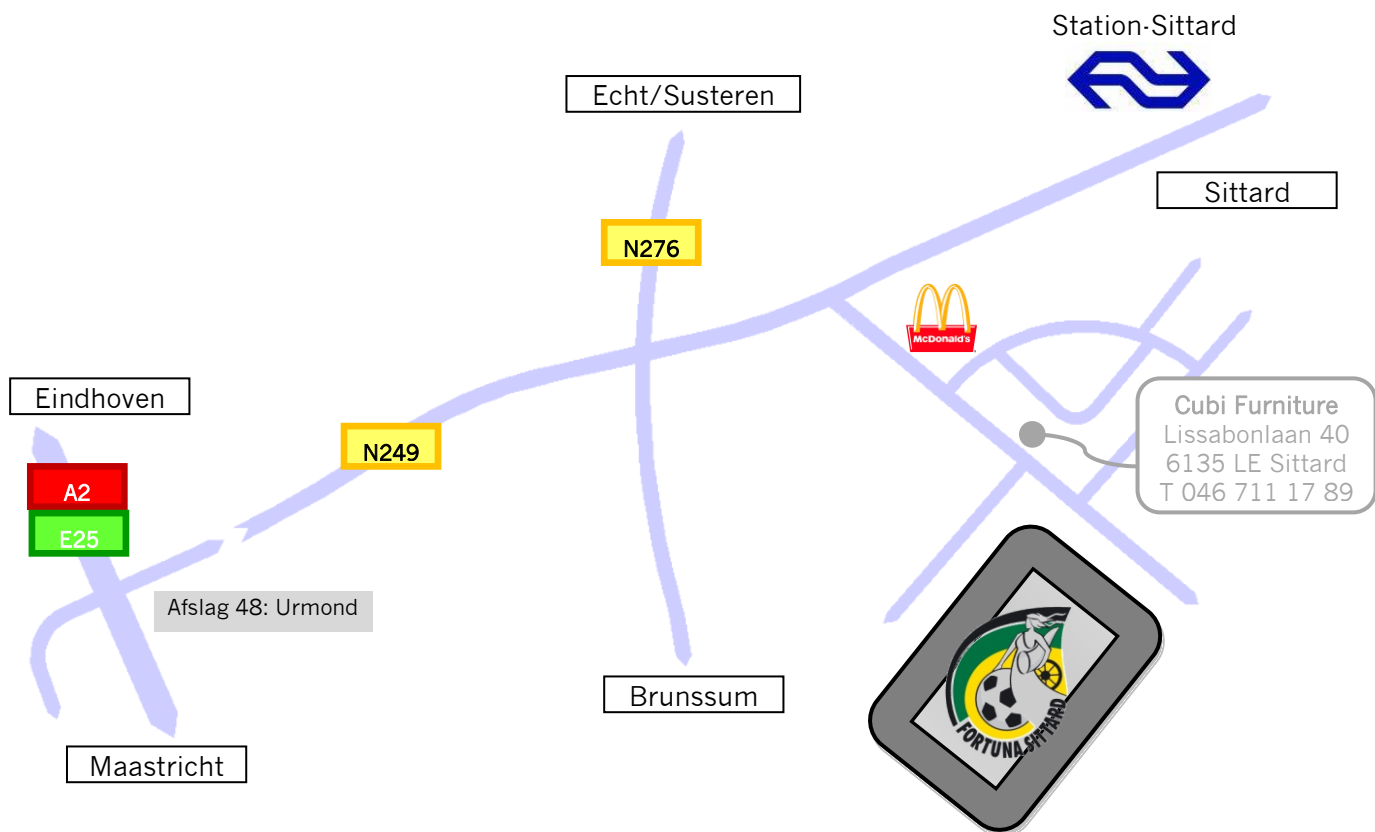 Station-Sittard
Echt/Susteren
Sittard
N276
McDonald's
Eindhoven
Cubi Furniture
Lissabonlaan 40
6135 LE Sittard
T 046 711 17 89
N249
A2
E25
Afslag 48: Urmond
Brunssum
FORTUNA SITTARD
Maastricht